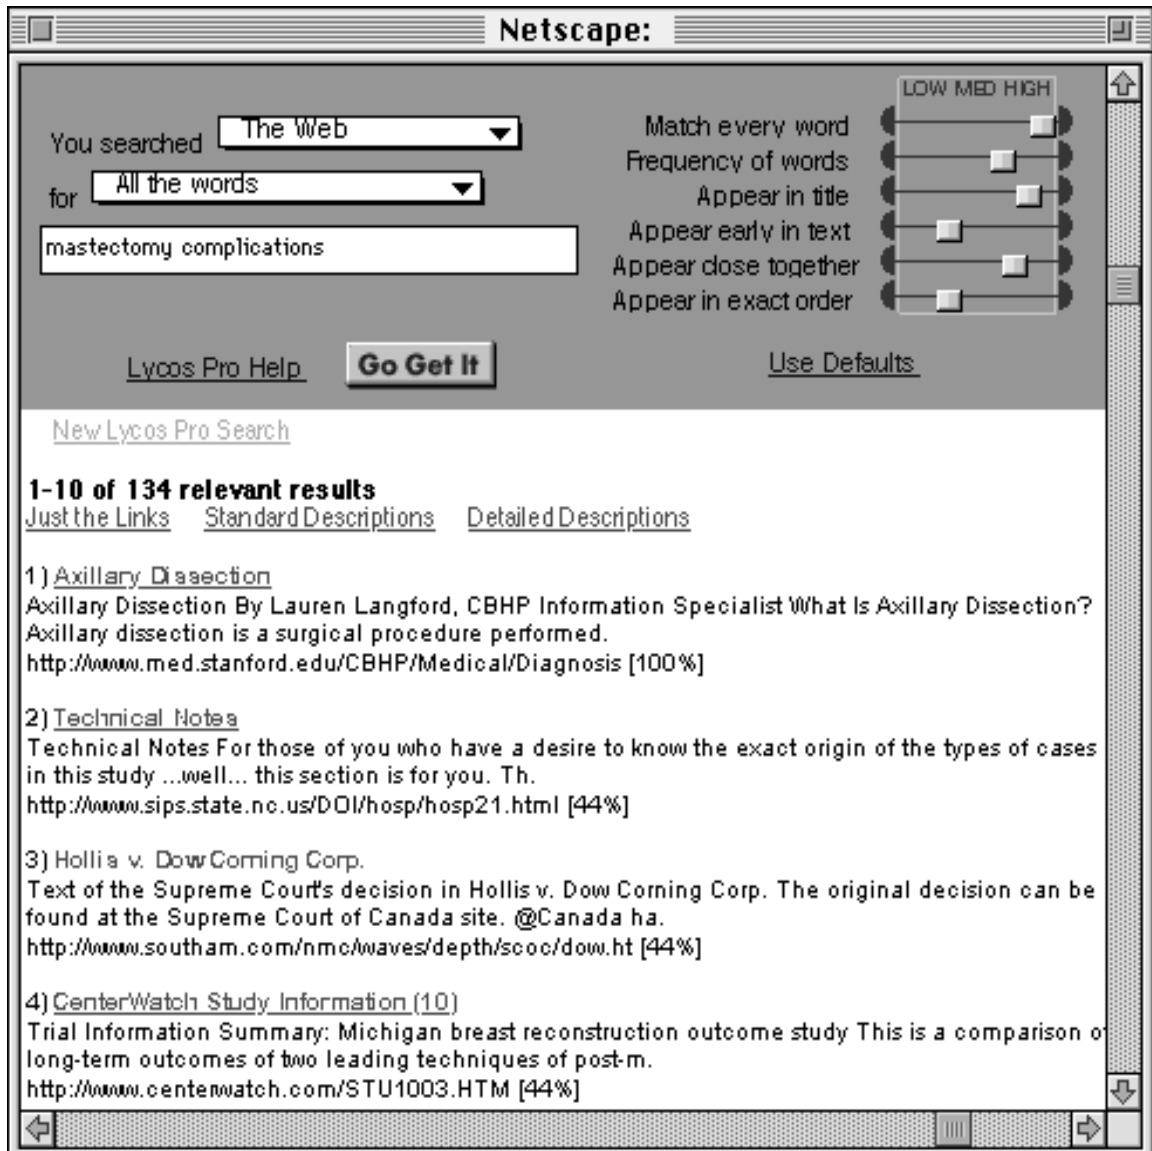 Netscape:
LOW MED HIGH
You searched The Web
for All the words
mastectomy complications
Match every word
Frequency of words
Appear in title
Appear early in text
Appear close together
Appear in exact order
Lycos Pro Help Go Get It Use Defaults
New Lycos Pro Search
1-10 of 134 relevant results
Just the Links Standard Descriptions Detailed Descriptions
1) Axillary Dissection
Axillary Dissection By Lauren Langford, CBHP Information Specialist What Is Axillary Dissection?
Axillary dissection is a surgical procedure performed.
http://www.med.stanford.edu/CBHP/Medical/Diagnosis [100%]
2) Technical Notes
Technical Notes For those of you who have a desire to know the exact origin of the types of cases
in this study ...well... this section is for you. Th.
http://www.sips.state.nc.us/DOI/hosp/hosp21.html [44%]
3) Hollis v. Dow Corning Corp.
Text of the Supreme Court's decision in Hollis v. Dow Corning Corp. The original decision can be
found at the Supreme Court of Canada site. @Canada ha.
http://www.southam.com/nmc/waves/depth/scoc/dow.ht [44%]
4) CenterWatch Study Information (10)
Trial Information Summary: Michigan breast reconstruction outcome study This is a comparison of
long-term outcomes of two leading techniques of post-m.
http://www.centerwatch.com/STU1003.HTM [44%]